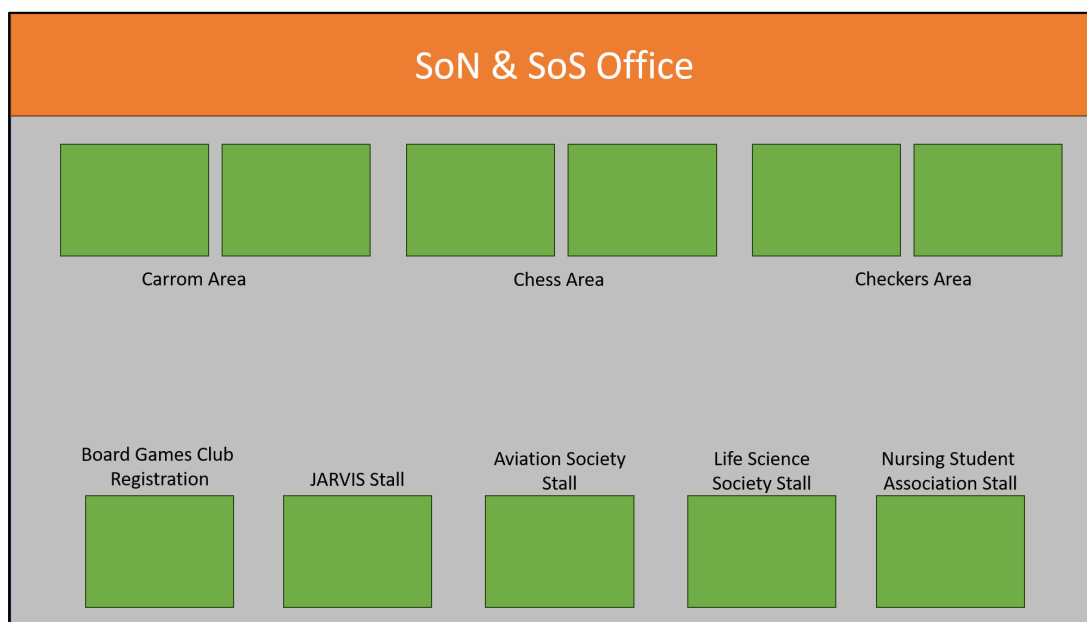 SoN & SoS Office
Carrom Area
Chess Area
Checkers Area
Board Games Club
Registration
JARVIS Stall
Aviation Society
Stall
Life Science
Society Stall
Nursing Student
Association Stall